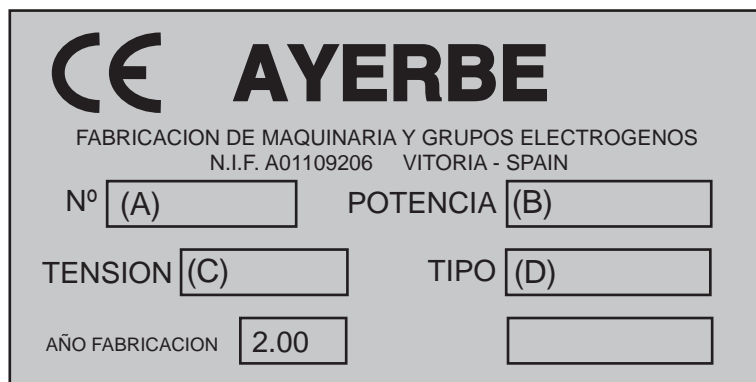 CE AYERBE
FABRICACION DE MAQUINARIA Y GRUPOS ELECTROGENOS
N.I.F. A01109206 VITORIA - SPAIN
Nº (A) POTENCIA (B)
TENSION (C) TIPO (D)
AÑO FABRICACION 2.00